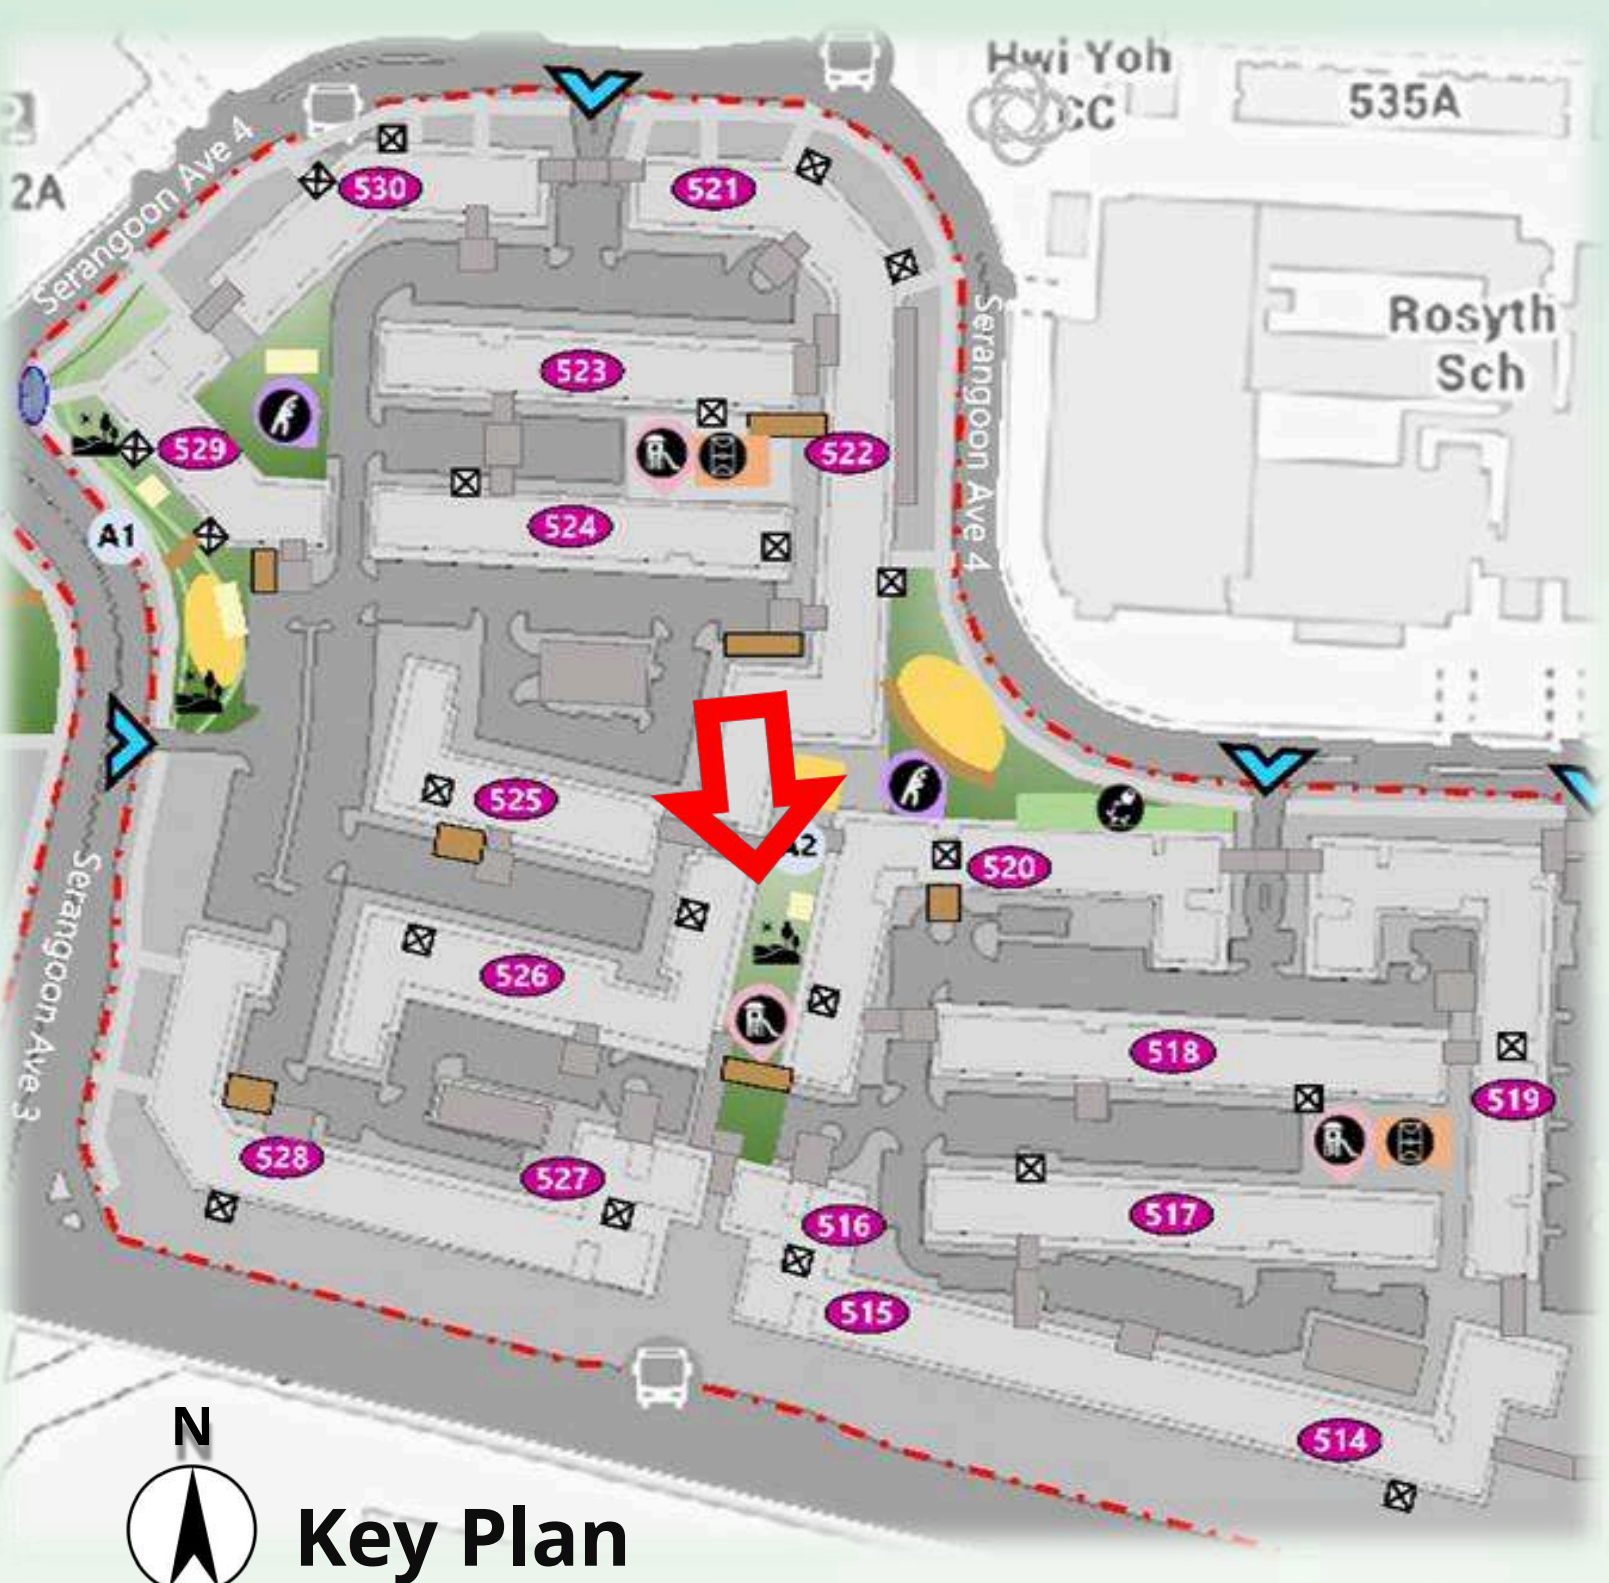 Hwi Yoh
CC
535A
2A
Serangoon Ave 4
530
521
Rosyth
Sch
Serangoon Ave 4
523
529
522
524
A1
525
A2
520
526
Serangoon Ave 3
518
519
528
527
517
516
515
514
N
Key Plan